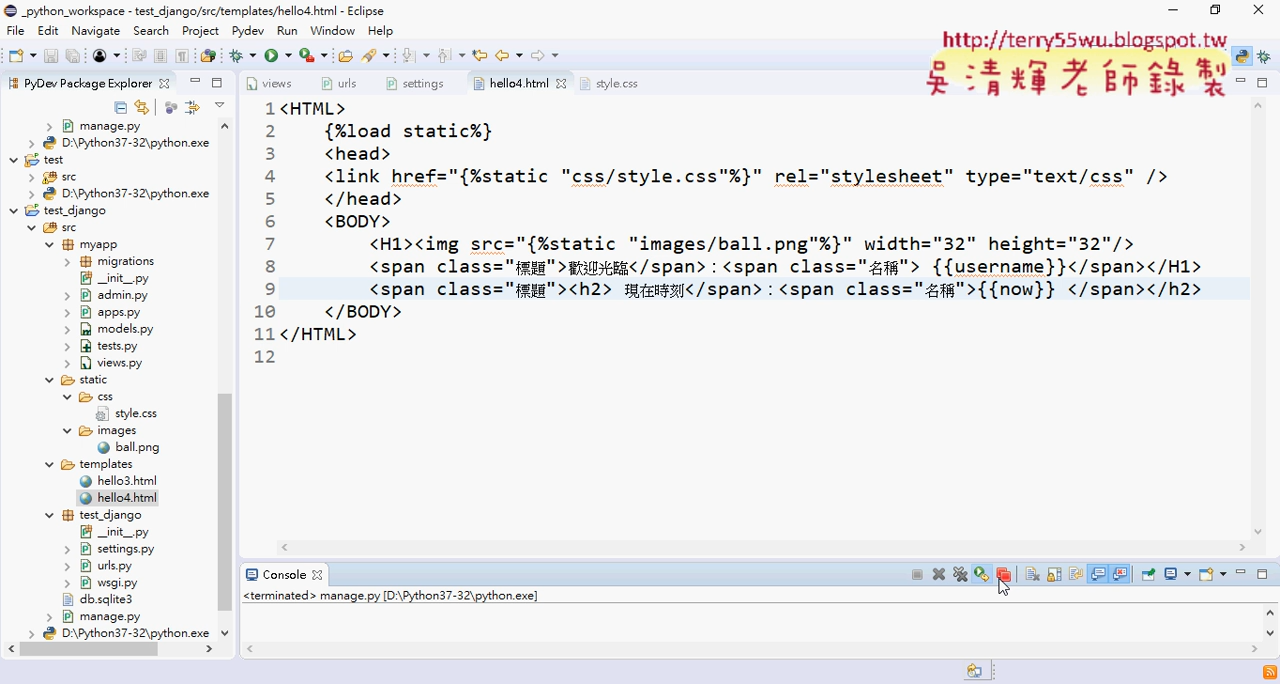 _python_workspace - test_django/src/templates/hello4.html - Eclipse
File Edit Navigate Search Project Pydev Run Window Help
http://terry55wu.blogspot.tw
吳清輝老師錄製
PyDev Package Explorer
views urls settings hello4.html style.css
manage.py
D:\Python37-32\python.exe
test
src
D:\Python37-32\python.exe
test_django
src
myapp
migrations
__init__.py
admin.py
apps.py
models.py
tests.py
views.py
static
css
style.css
images
ball.png
templates
hello3.html
hello4.html
test_django
__init__.py
settings.py
urls.py
wsgi.py
db.sqlite3
manage.py
D:\Python37-32\python.exe
1 <HTML>
2 {%load static%}
3 <head>
4 <link href="{%static "css/style.css"%}" rel="stylesheet" type="text/css" />
5 </head>
6 <BODY>
7 <H1><img src="{%static "images/ball.png"%}" width="32" height="32"/>
8 <span class="標題">歡迎光臨</span>:<span class="名稱"> {{username}}</span></H1>
9 <span class="標題"><h2> 現在時刻</span>:<span class="名稱">{{now}} </span></h2>
10 </BODY>
11 </HTML>
12
Console
<terminated> manage.py [D:\Python37-32\python.exe]